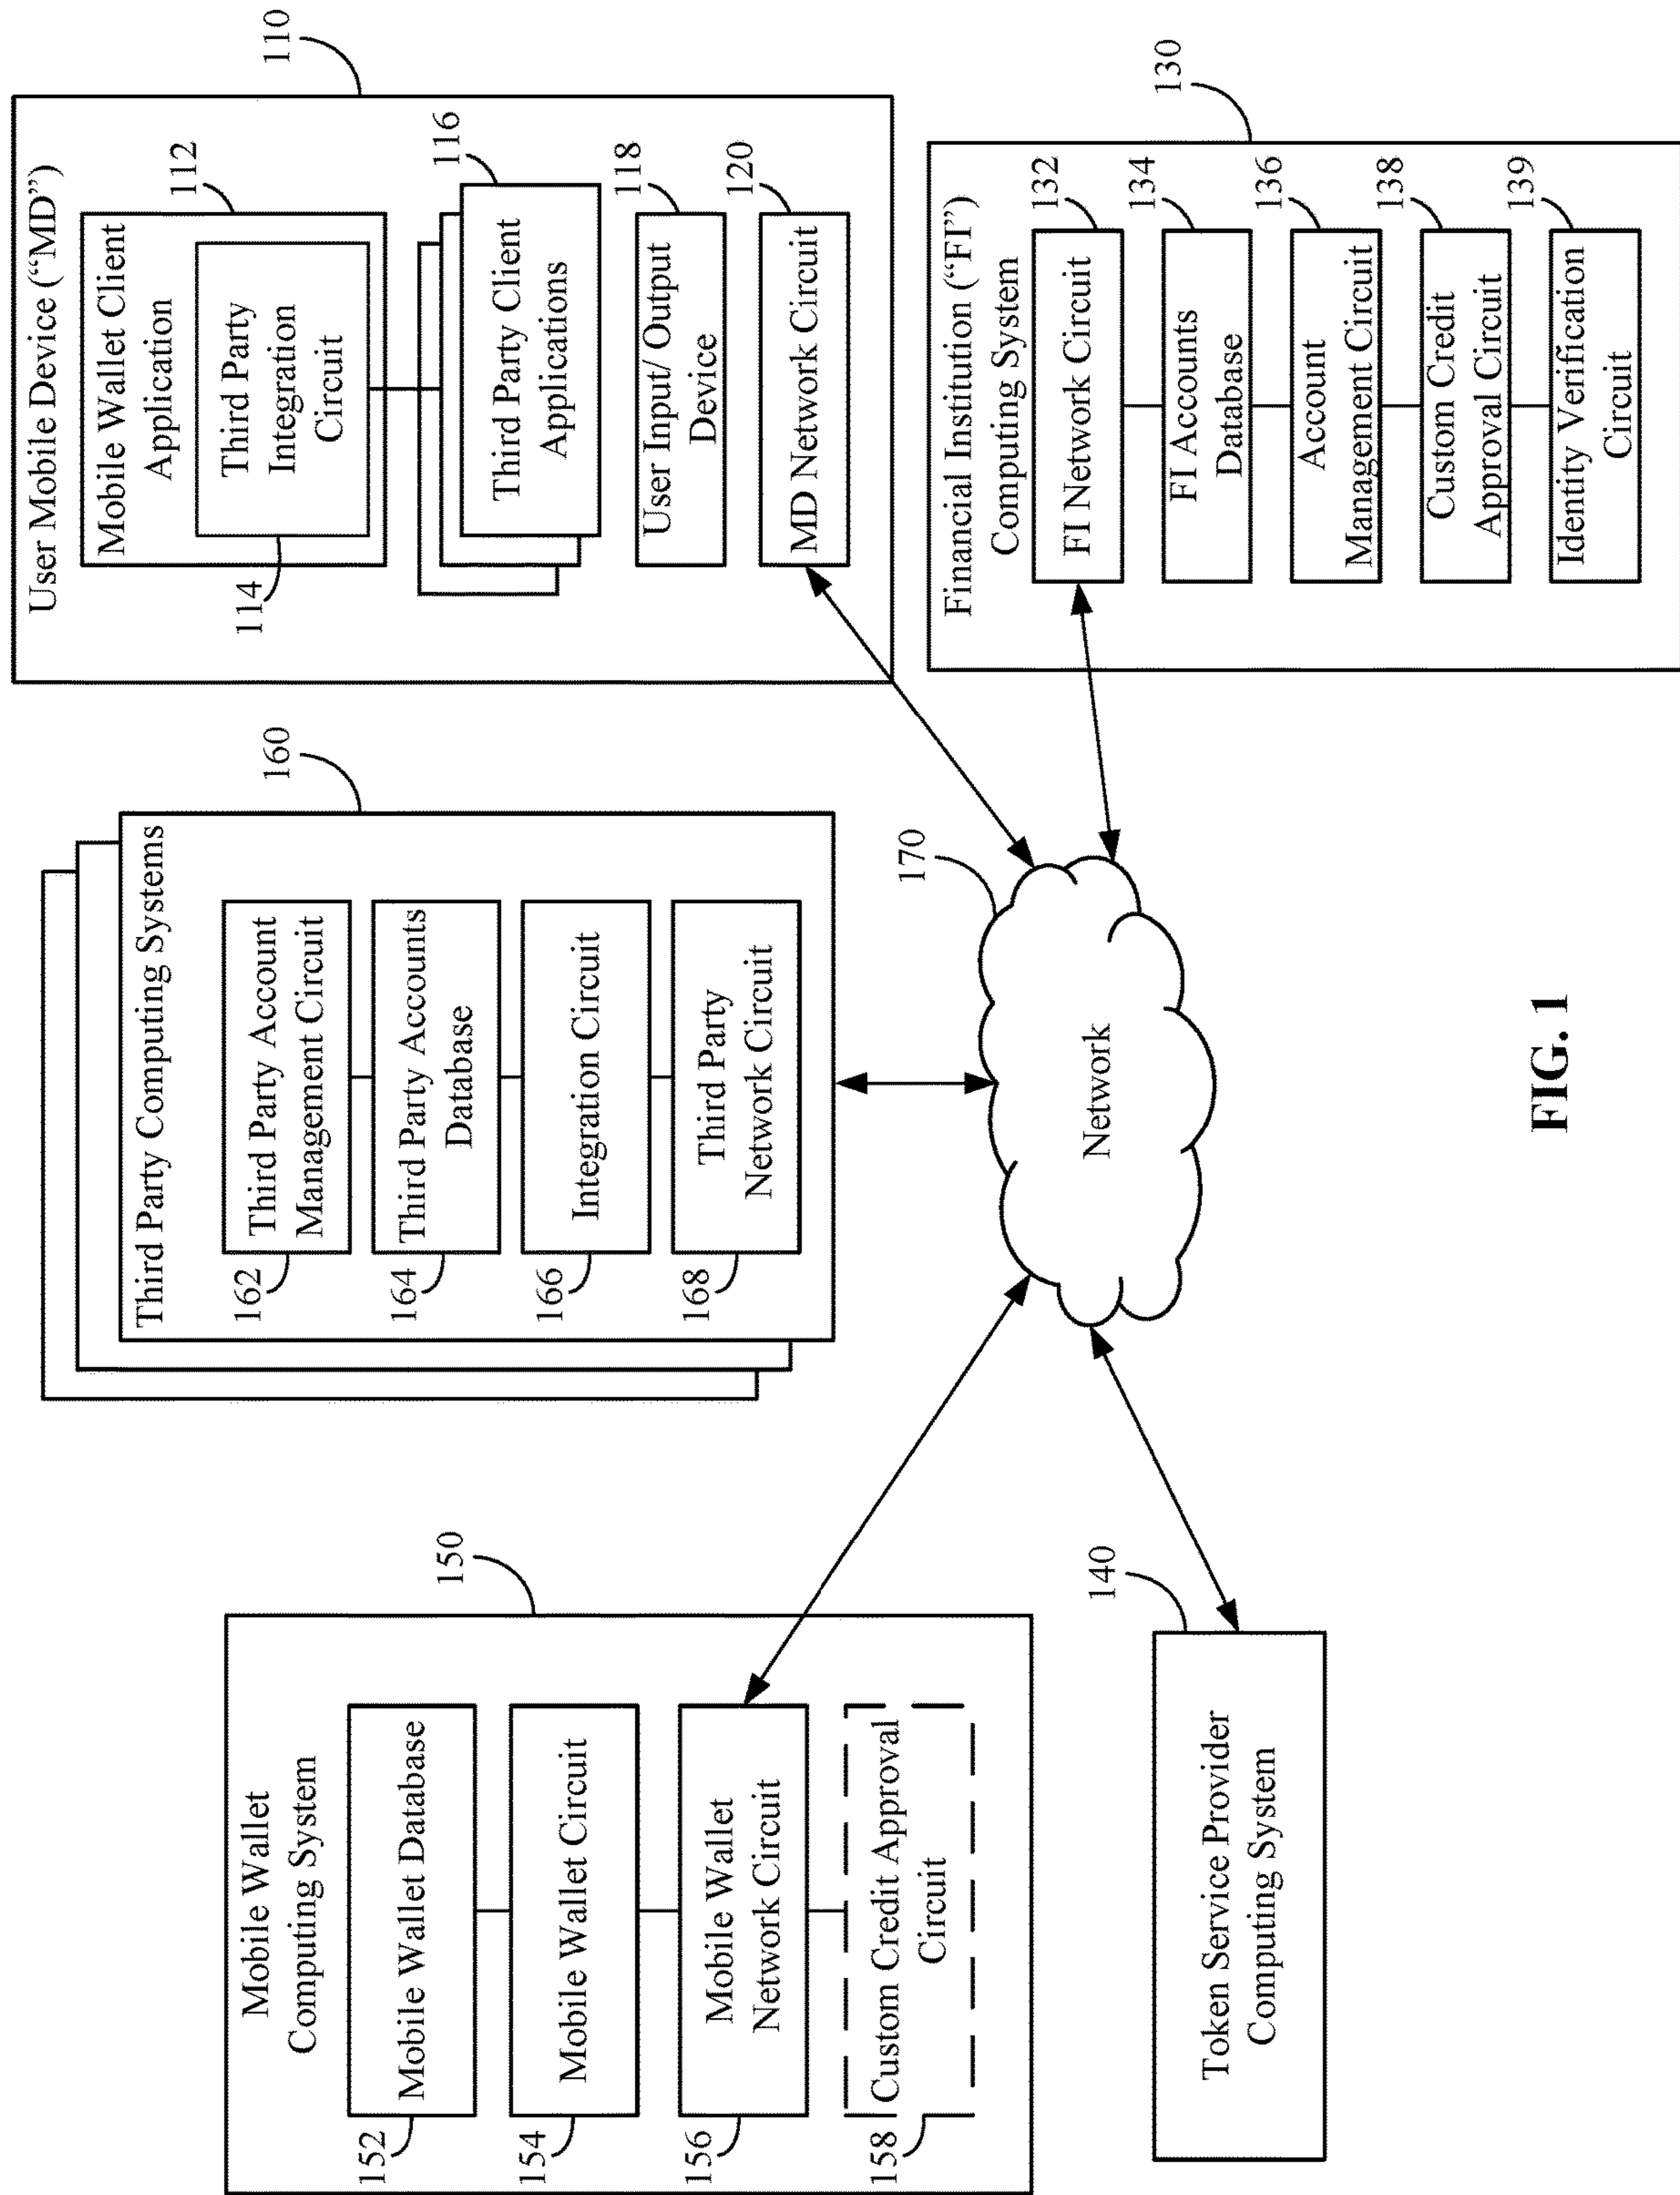 Mobile Wallet
Computing System
150
Mobile Wallet Database
152
Mobile Wallet Circuit
154
Mobile Wallet
Network Circuit
156
Custom Credit Approval
Circuit
158
Token Service Provider
Computing System
140
Third Party Computing Systems
160
Third Party Account
Management Circuit
162
Third Party Accounts
Database
164
Integration Circuit
166
Third Party
Network Circuit
168
Network
170
User Mobile Device (“MD”)
110
Mobile Wallet Client
Application
112
Third Party
Integration
Circuit
114
Third Party Client
Applications
116
User Input/ Output
Device
118
MD Network Circuit
120
Financial Institution (“FI”)
Computing System
130
FI Network Circuit
132
FI Accounts
Database
134
Account
Management Circuit
136
Custom Credit
Approval Circuit
138
Identity Verification
Circuit
139
FIG. 1